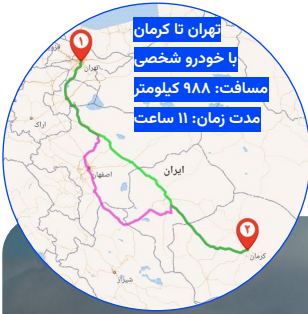 تهران تا کرمان
با خودرو شخصی
مسافت: ۹۸۸ کیلومتر
مدت زمان: ۱۱ ساعت
۱
تهران
اراک
اصفهان
ایران
۲
کرمان
شیراز